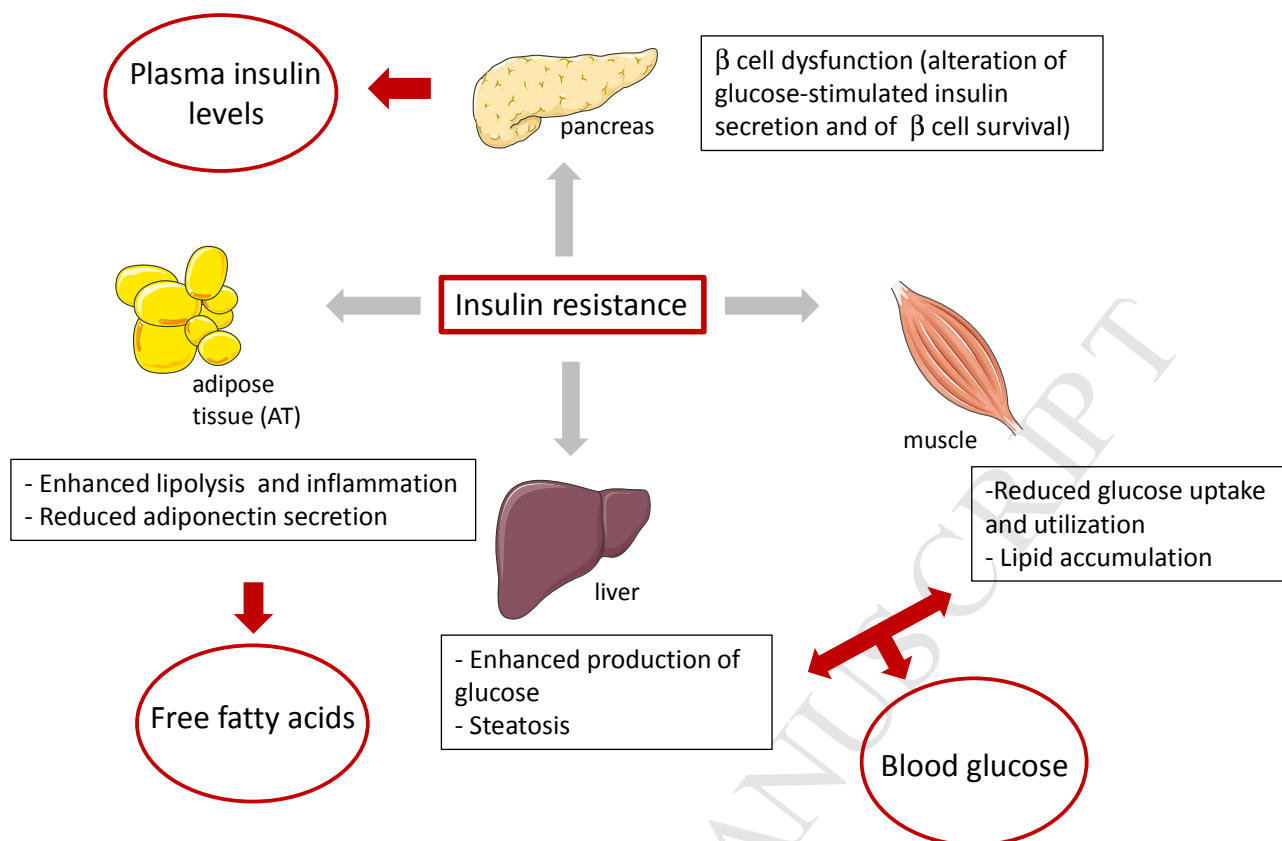 Plasma insulin
levels
pancreas
β cell dysfunction (alteration of
glucose-stimulated insulin
secretion and of β cell survival)
Insulin resistance
adipose
tissue (AT)
muscle
- Enhanced lipolysis and inflammation
- Reduced adiponectin secretion
-Reduced glucose uptake
and utilization
- Lipid accumulation
liver
- Enhanced production of
glucose
- Steatosis
Free fatty acids
Blood glucose
ANUSCRIPT